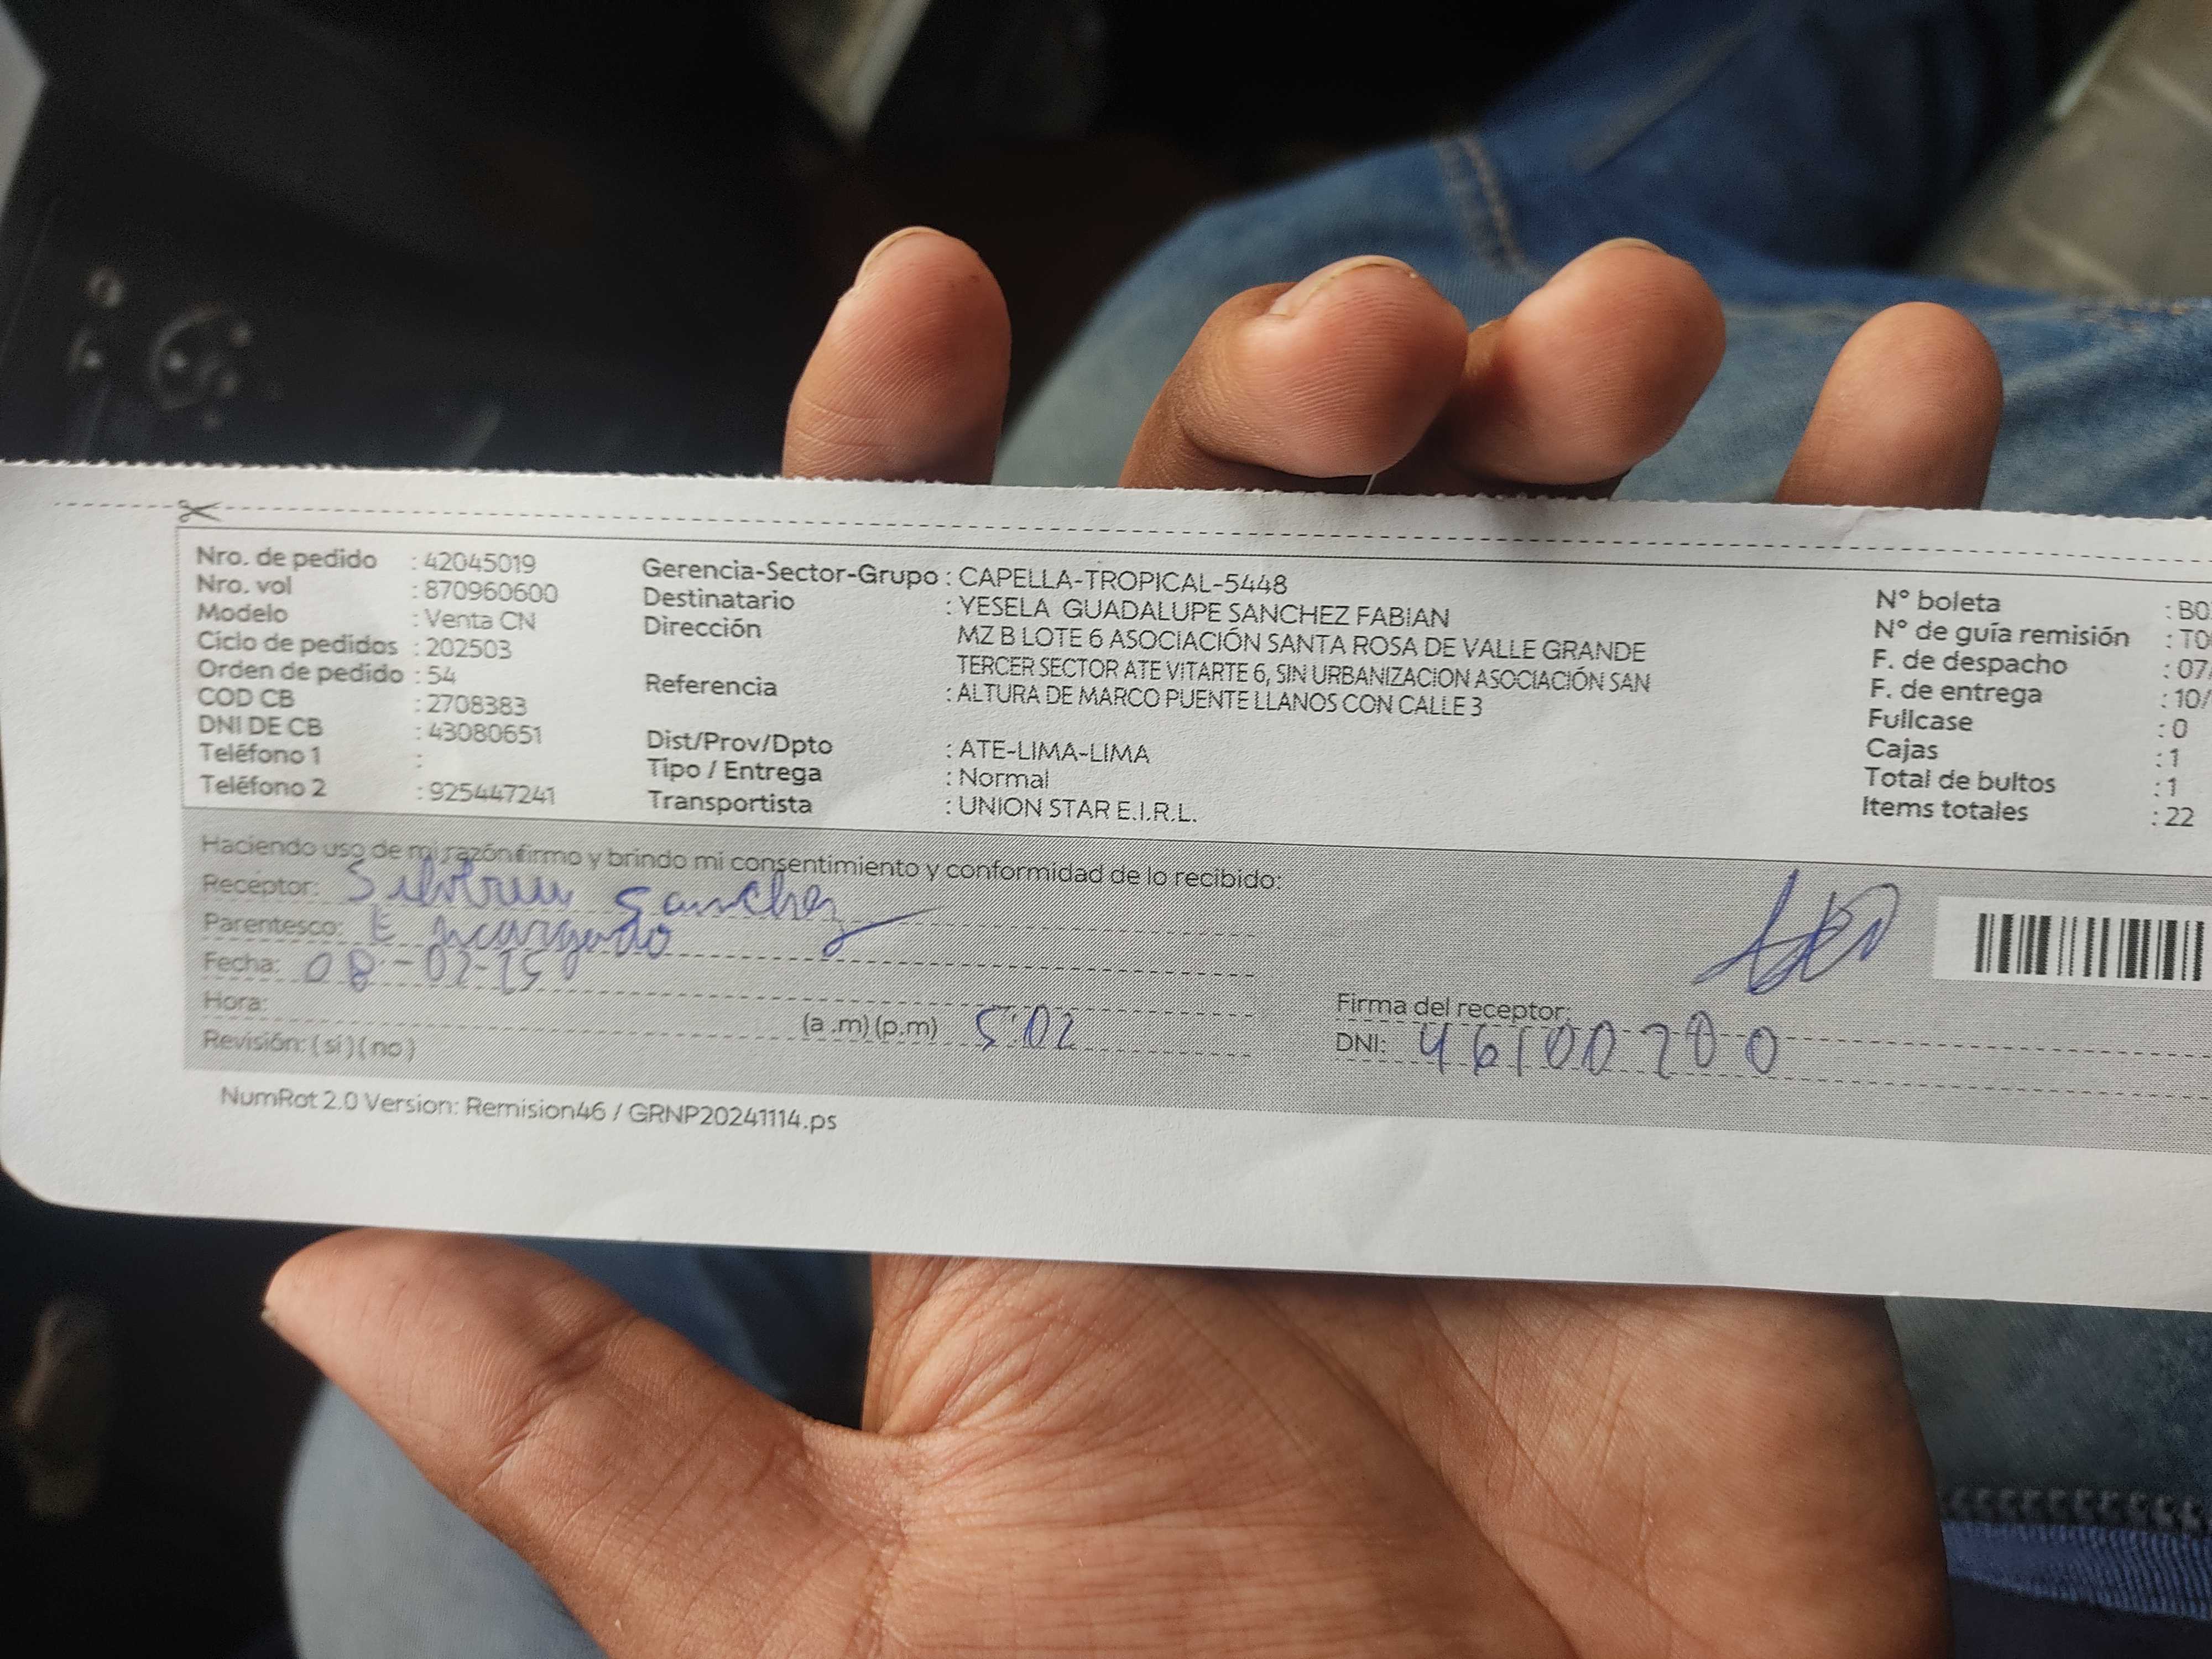 Nro. de pedido : 42045019
Nro. vol : 870960600
Modelo : Venta CN
Ciclo de pedidos : 202503
Orden de pedido : 54
COD CB : 2708383
DNI DE CB : 43080651
Teléfono 1 :
Teléfono 2 : 925447241
Gerencia-Sector-Grupo : CAPELLA-TROPICAL-5448
Destinatario : YESELA GUADALUPE SANCHEZ FABIAN
Dirección MZ B LOTE 6 ASOCIACIÓN SANTA ROSA DE VALLE GRANDE
TERCER SECTOR ATE VITARTE 6, SIN URBANIZACION ASOCIACIÓN SAN
Referencia : ALTURA DE MARCO PUENTE LLANOS CON CALLE 3
Dist/Prov/Dpto : ATE-LIMA-LIMA
Tipo / Entrega : Normal
Transportista : UNION STAR E.I.R.L.
N° boleta : B0
N° de guía remisión : T0
F. de despacho : 07/
F. de entrega : 10/
Fullcase : 0
Cajas : 1
Total de bultos : 1
Items totales : 22
Haciendo uso de mi razón firmo y brindo mi consentimiento y conformidad de lo recibido:
Receptor: Sanchez
Parentesco: Encargado
Fecha: 08-02-25
Hora: (a .m) (p.m) 5:02
Revisión: ( sí ) ( no )
Firma del receptor:
DNI: 46100200
NumRot 2.0 Version: Remision46 / GRNP20241114.ps